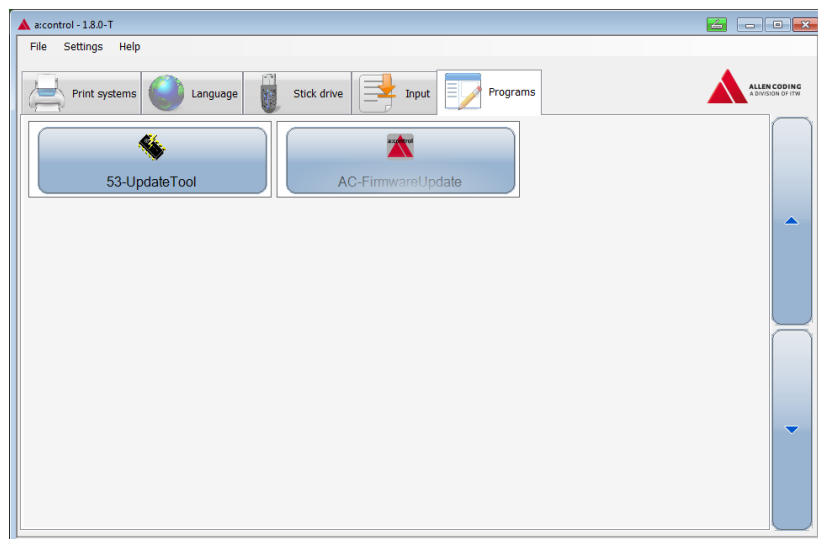 a:control - 1.8.0-T
File Settings Help
Print systems Language Stick drive Input Programs
ALLEN CODING
A DIVISION OF ITW
a:control
53-UpdateTool AC-FirmwareUpdate